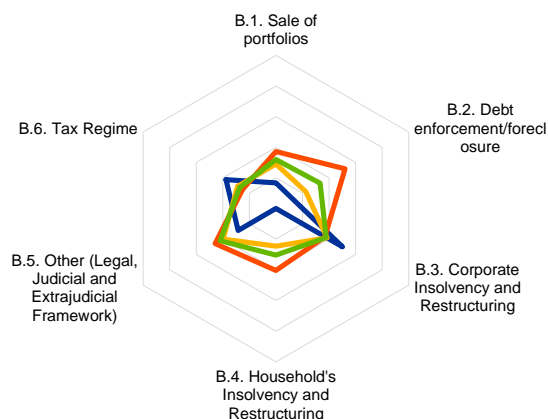 B.1. Sale of
portfolios
B.2. Debt
enforcement/forecl
osure
B.3. Corporate
Insolvency and
Restructuring
B.4. Household's
Insolvency and
Restructuring
B.5. Other (Legal,
Judicial and
Extrajudicial
Framework)
B.6. Tax Regime